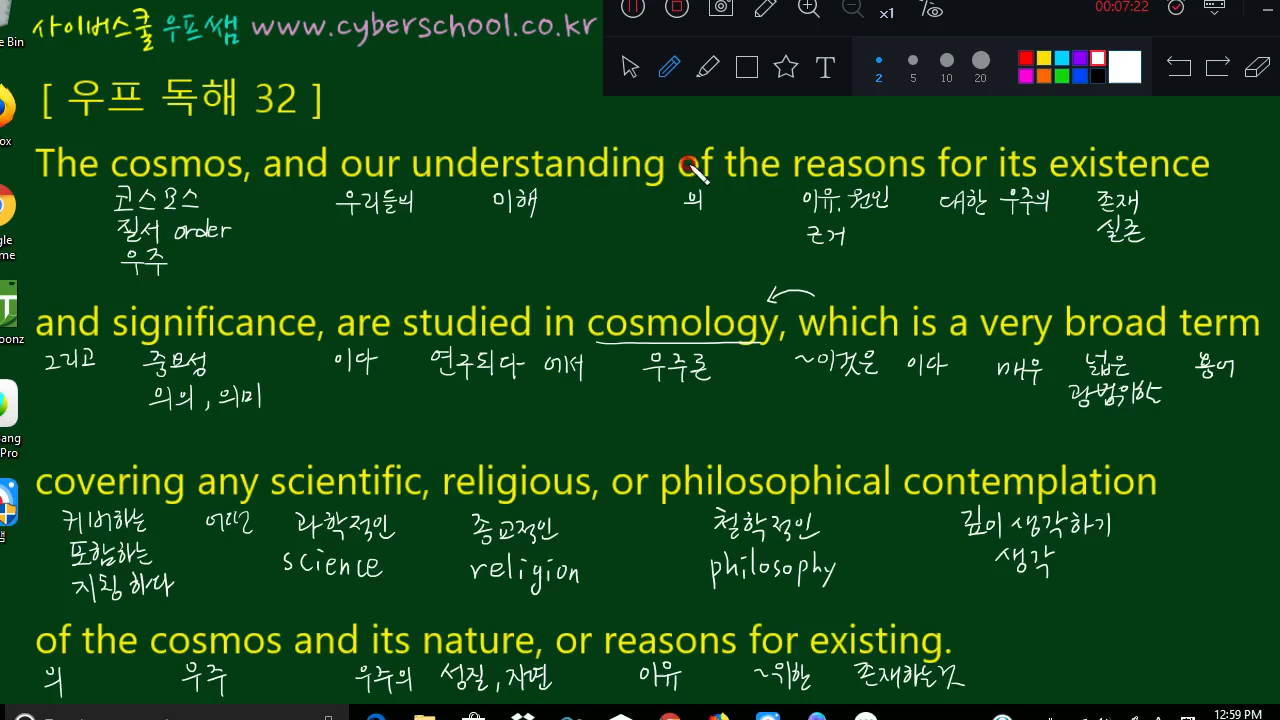 e Bin
사이버스쿨 우프쌤 www.cyberschool.co.kr
x1
00:07:22
T
2 5 10 20
[ 우프 독해 32 ]
ox
The cosmos, and our understanding of the reasons for its existence
코스모스 우리들의 이해 의 이유, 원인 대한 우주의 존재
질서 order 근거 실존
gle
me
우주
and significance, are studied in cosmology, which is a very broad term
oonz
그리고 중요성 이다 연구되다 에서 우주론 ~이것은 이다 매우 넓은 용어
의의, 의미 광범위한
ang
Pro
covering any scientific, religious, or philosophical contemplation
커버하는 어떤 과학적인 종교적인 철학적인 깊이 생각하기
포함하는 science religion philosophy 생각
지칭하다
of the cosmos and its nature, or reasons for existing.
의 우주 우주의 성질, 자연 이유 ~위한 존재하는것
12:59 PM